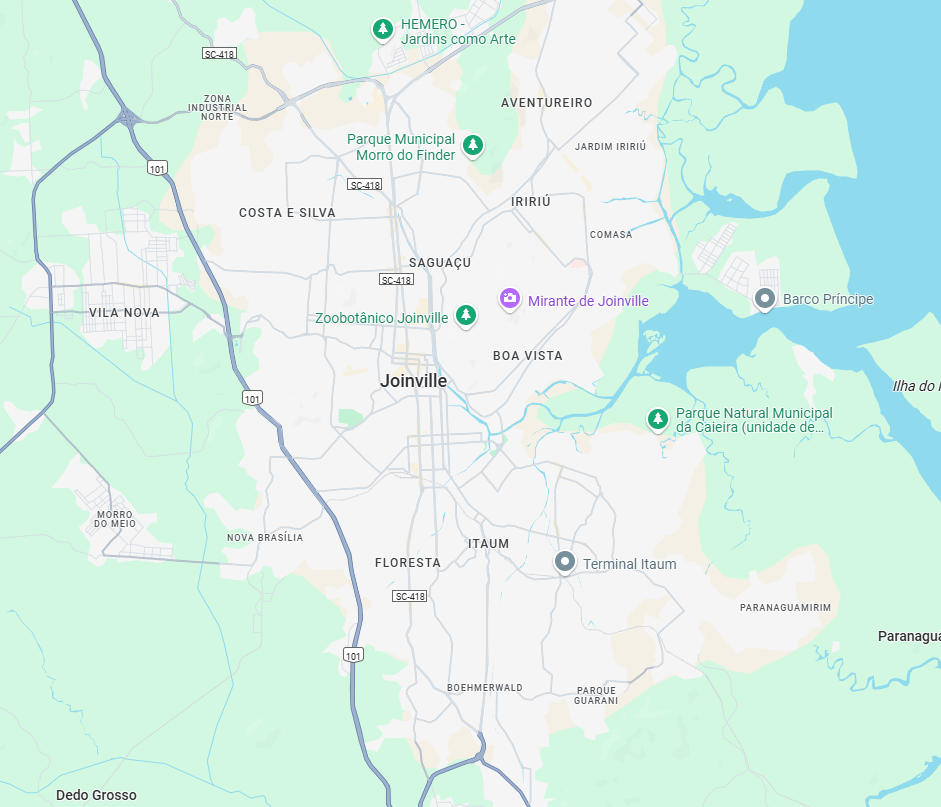 HEMERO -
Jardins como Arte
SC-418
ZONA
INDUSTRIAL
NORTE
AVENTUREIRO
Parque Municipal
Morro do Finder
JARDIM IRIRIÚ
101
SC-418
IRIRIÚ
COSTA E SILVA
COMASA
SAGUAÇU
SC-418
Mirante de Joinville
Barco Príncipe
VILA NOVA
Zoobotânico Joinville
BOA VISTA
Joinville
Ilha do
101
Parque Natural Municipal
da Caieira (unidade de...
MORRO
DO MEIO
NOVA BRASÍLIA
ITAUM
FLORESTA
Terminal Itaum
SC-418
PARANAGUAMIRIM
Paranagua
101
BOEHMERWALD
PARQUE
GUARANI
Dedo Grosso